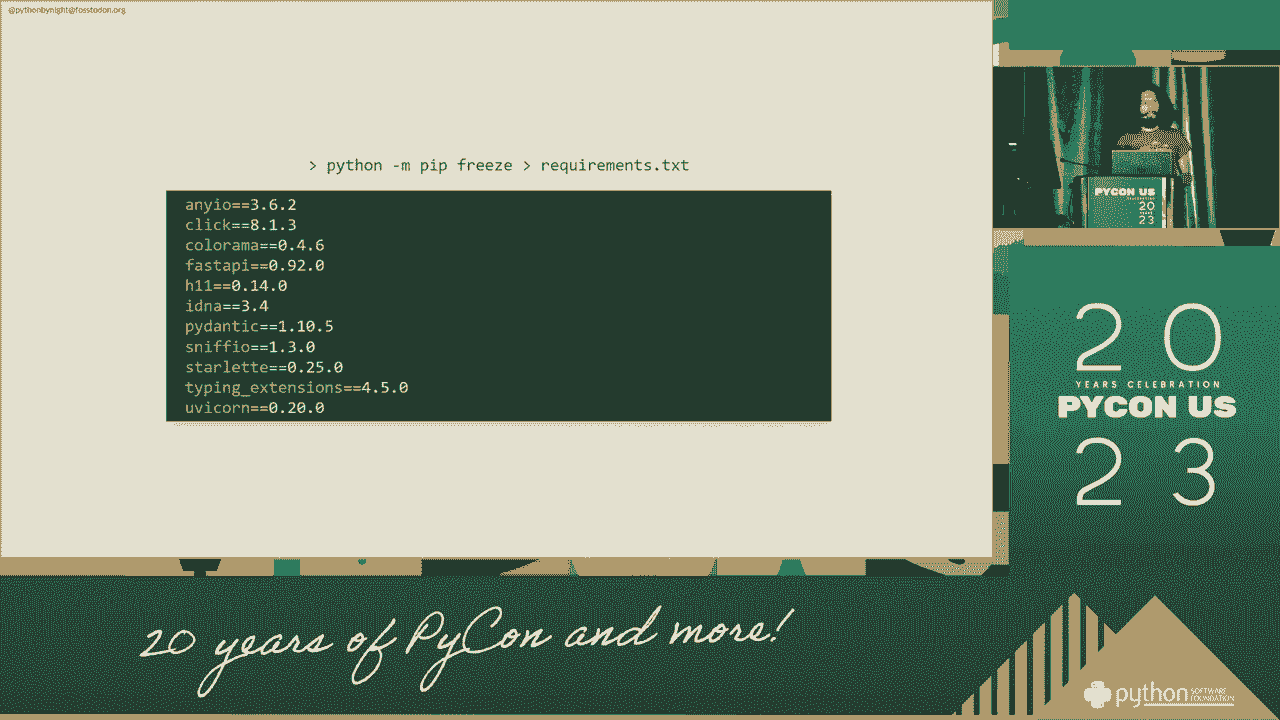 @pythonbynight@fosstodon.org
> python -m pip freeze > requirements.txt
anyio==3.6.2
click==8.1.3
colorama==0.4.6
fastapi==0.92.0
h11==0.14.0
idna==3.4
pydantic==1.10.5
sniffio==1.3.0
starlette==0.25.0
typing_extensions==4.5.0
uvicorn==0.20.0
PYCON US
20
23
20
YEARS CELEBRATION
PYCON US
23
20 years of PyCon and more!
python SOFTWARE
FOUNDATION